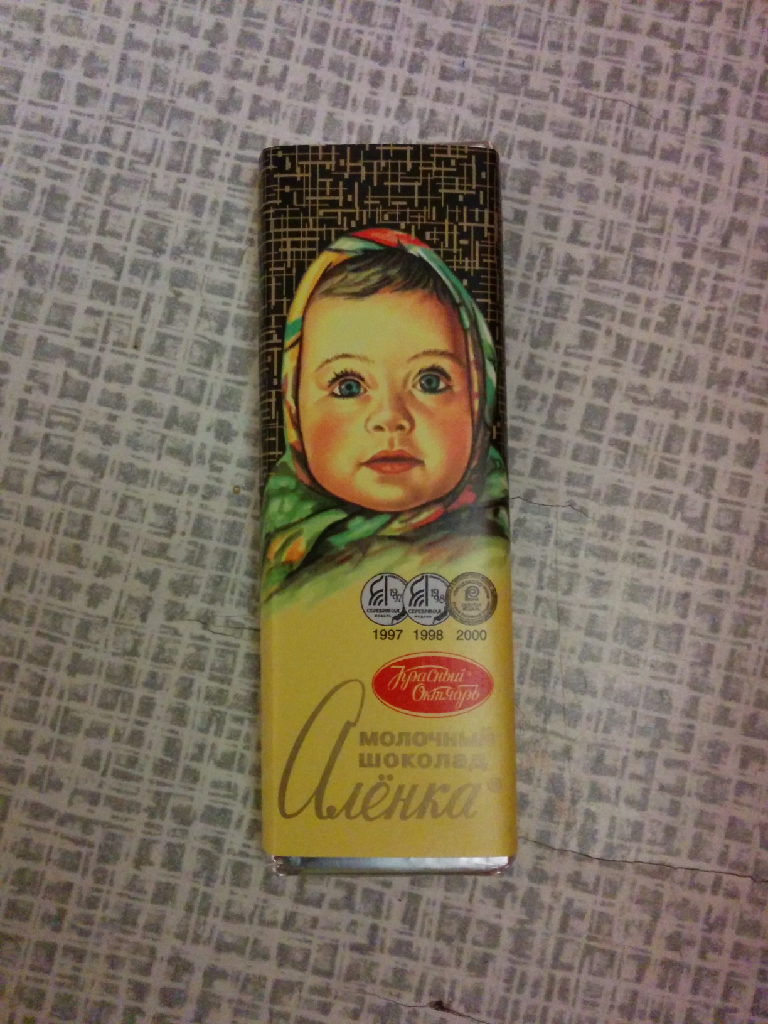 1997 1998 2000
Красный
Октябрь
МОЛОЧНЫЙ
ШОКОЛАД
Алёнка®